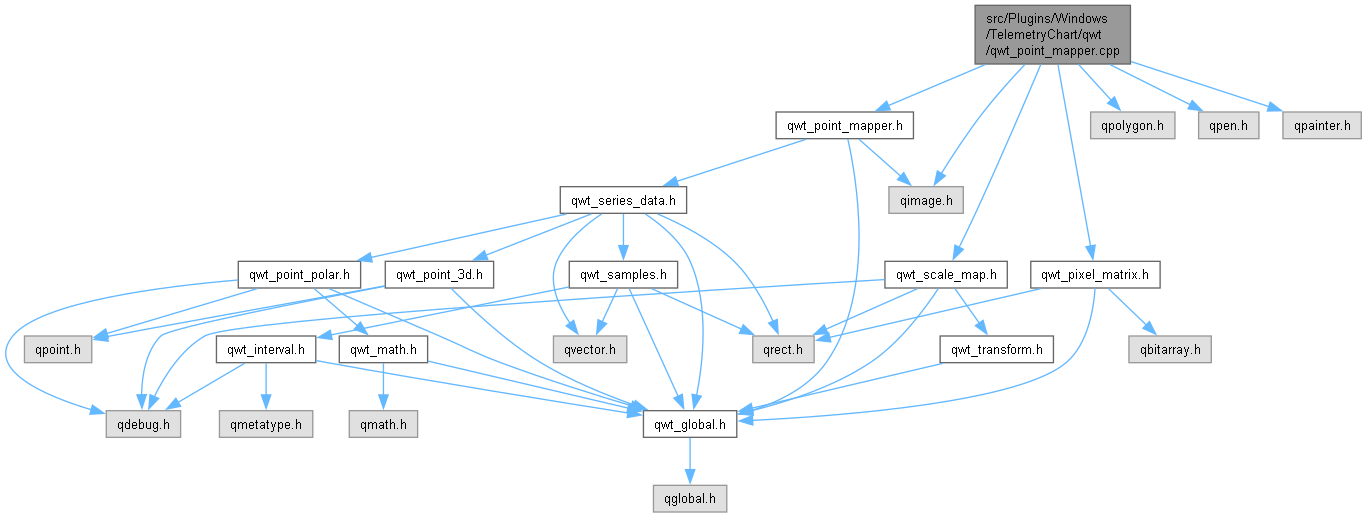 src/Plugins/Windows
/TelemetryChart/qwt
/qwt_point_mapper.cpp
qwt_point_mapper.h
qpolygon.h
qpen.h
qpainter.h
qwt_series_data.h
qimage.h
qwt_point_polar.h
qwt_point_3d.h
qwt_samples.h
qwt_scale_map.h
qwt_pixel_matrix.h
qpoint.h
qwt_interval.h
qwt_math.h
qvector.h
qrect.h
qwt_transform.h
qbitarray.h
qdebug.h
qmetatype.h
qmath.h
qwt_global.h
qglobal.h